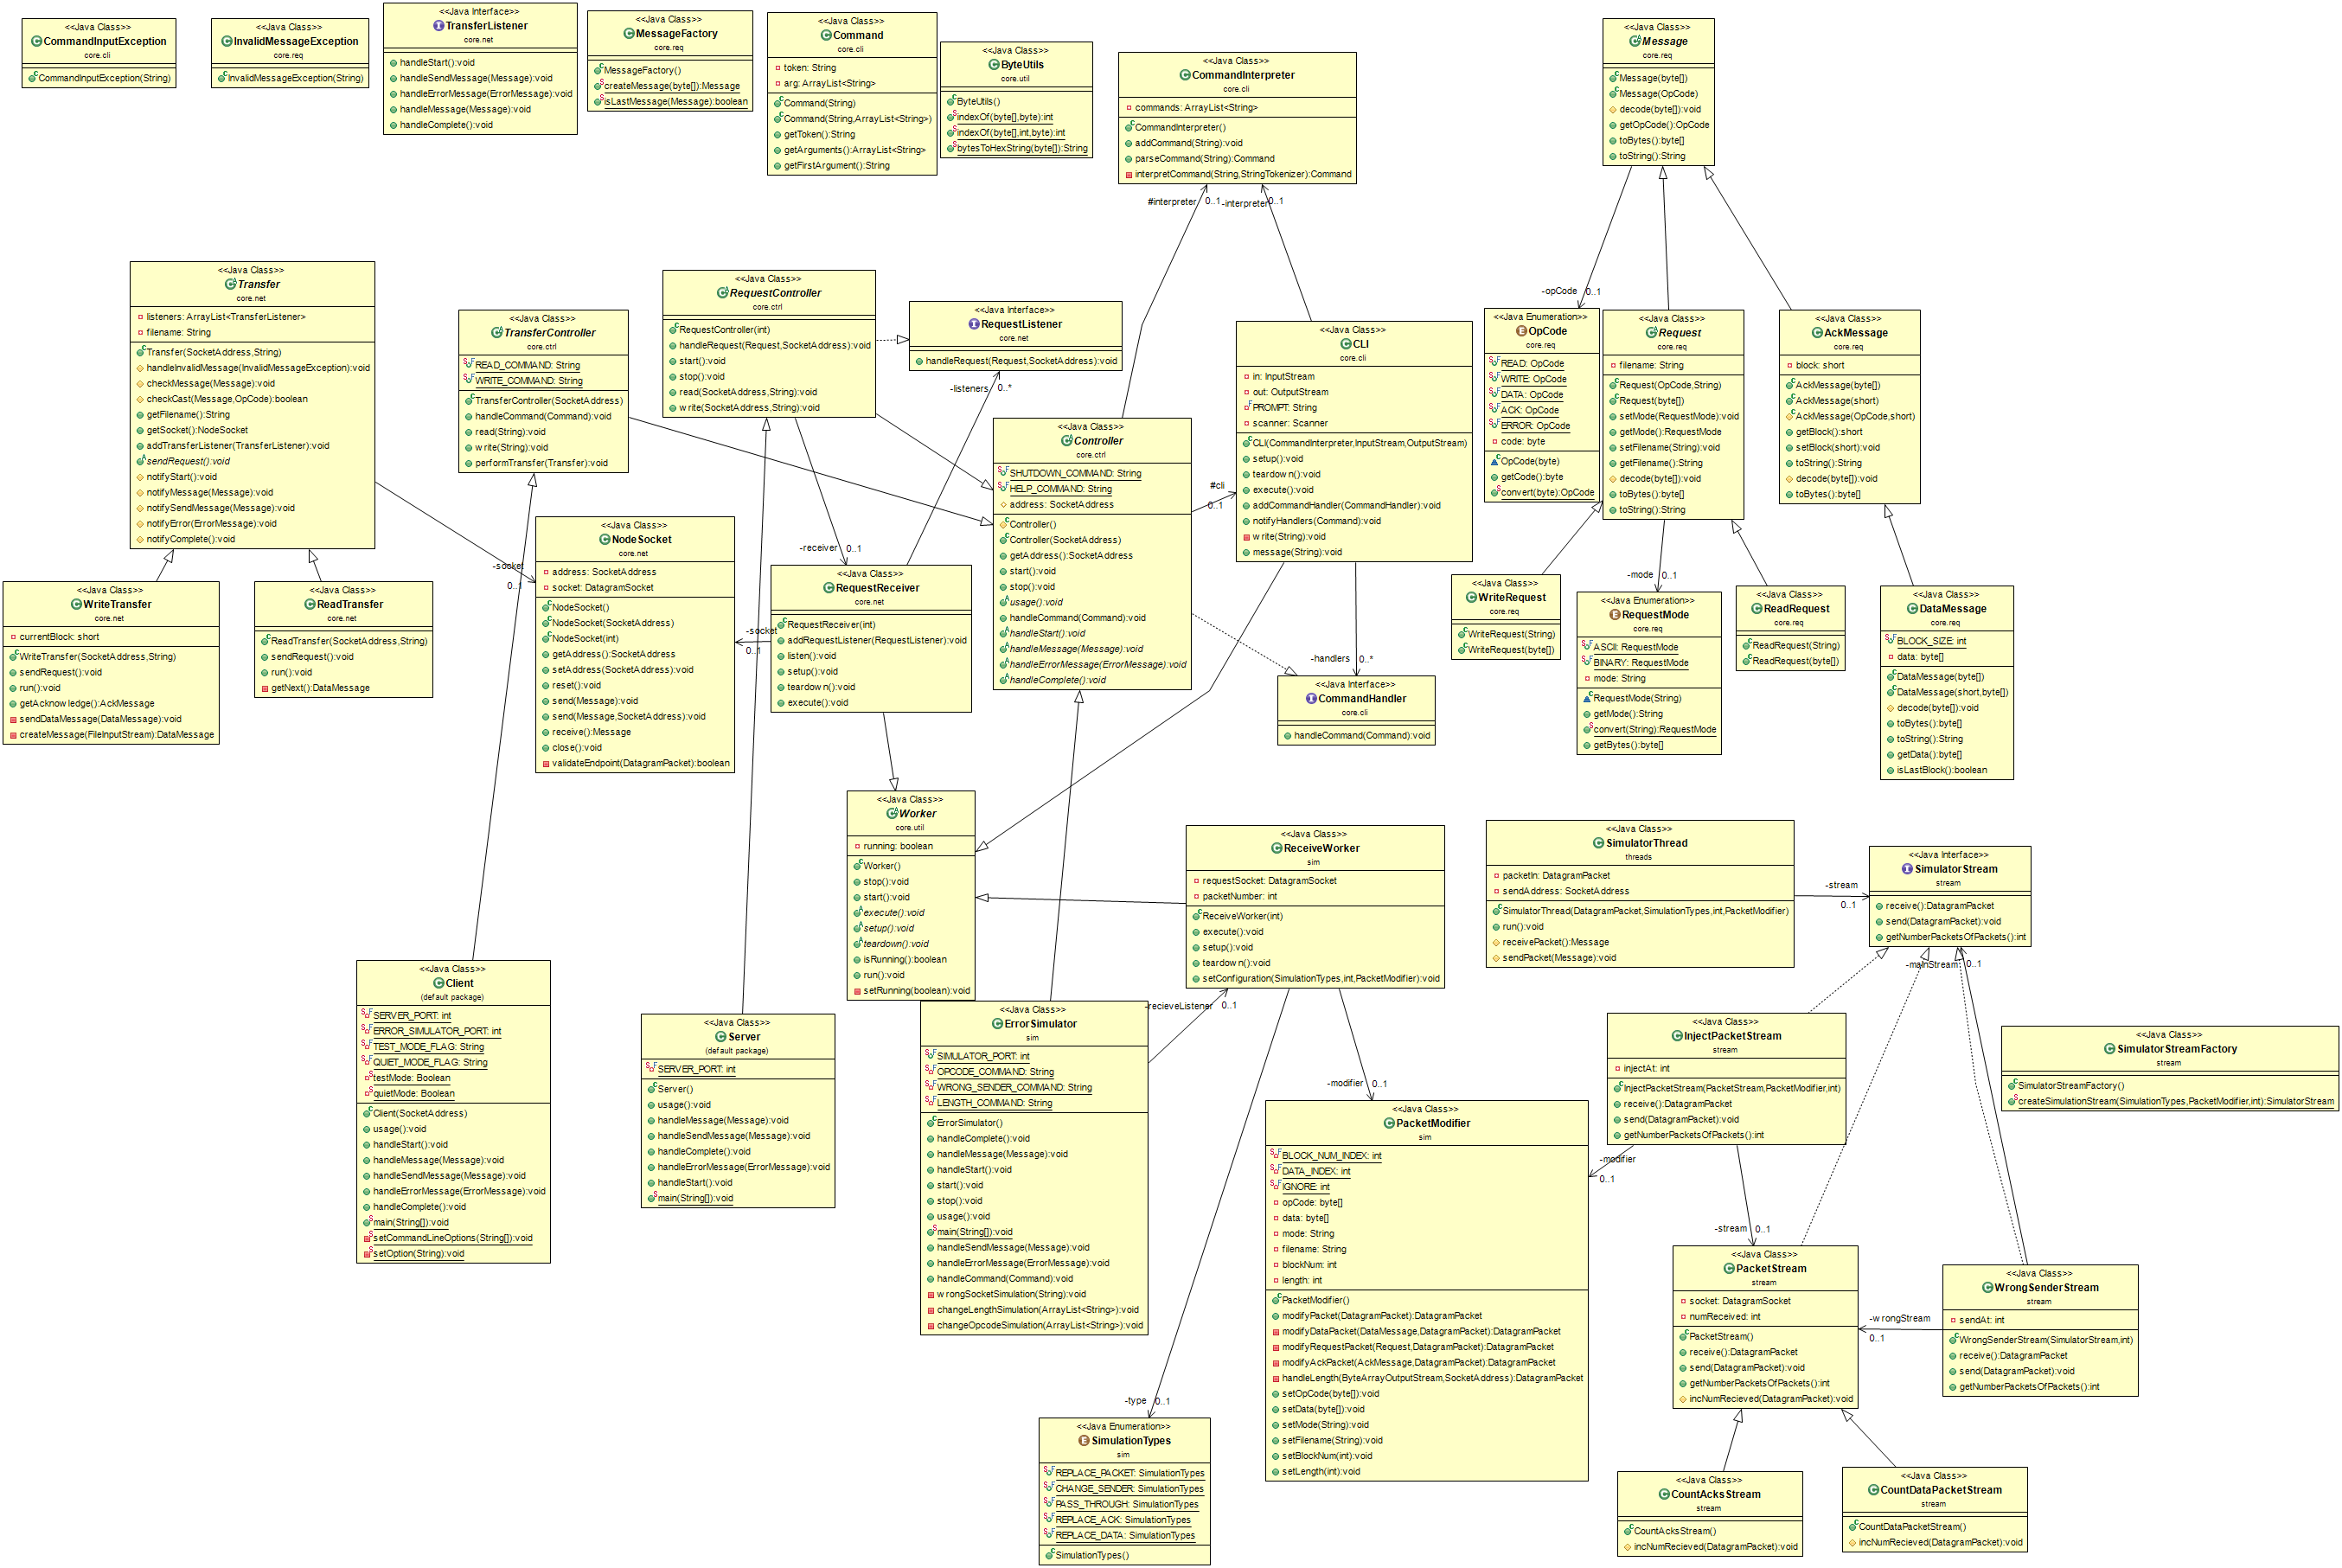 <<Java Class>>
CommandInputException
core.cli
CommandInputException(String)
<<Java Class>>
InvalidMessageException
core.req
InvalidMessageException(String)
<<Java Interface>>
TransferListener
core.net
handleStart():void
handleSendMessage(Message):void
handleErrorMessage(ErrorMessage):void
handleMessage(Message):void
handleComplete():void
<<Java Class>>
MessageFactory
core.req
MessageFactory()
createMessage(byte[]):Message
isLastMessage(Message):boolean
<<Java Class>>
Command
core.cli
token: String
arg: ArrayList<String>
Command(String)
Command(String,ArrayList<String>)
getToken():String
getArguments():ArrayList<String>
getFirstArgument():String
<<Java Class>>
ByteUtils
core.util
ByteUtils()
indexOf(byte[],byte):int
indexOf(byte[],int,byte):int
bytesToHexString(byte[]):String
<<Java Class>>
CommandInterpreter
core.cli
commands: ArrayList<String>
CommandInterpreter()
addCommand(String):void
parseCommand(String):Command
interpretCommand(String,StringTokenizer):Command
#interpreter
0..1
-interpreter
0..1
<<Java Class>>
Message
core.req
Message(byte[])
Message(OpCode)
decode(byte[]):void
getOpCode():OpCode
toBytes():byte[]
toString():String
<<Java Class>>
Transfer
core.net
listeners: ArrayList<TransferListener>
filename: String
Transfer(SocketAddress,String)
handleInvalidMessage(InvalidMessageException):void
checkMessage(Message):void
checkCast(Message,OpCode):boolean
getFilename():String
getSocket():NodeSocket
addTransferListener(TransferListener):void
sendRequest():void
notifyStart():void
notifyMessage(Message):void
notifySendMessage(Message):void
notifyError(ErrorMessage):void
notifyComplete():void
<<Java Class>>
TransferController
core.ctrl
READ_COMMAND: String
WRITE_COMMAND: String
TransferController(SocketAddress)
handleCommand(Command):void
read(String):void
write(String):void
performTransfer(Transfer):void
<<Java Class>>
RequestController
core.ctrl
RequestController(int)
handleRequest(Request,SocketAddress):void
start():void
stop():void
read(SocketAddress,String):void
write(SocketAddress,String):void
<<Java Interface>>
RequestListener
core.net
handleRequest(Request,SocketAddress):void
-listeners
0..*
<<Java Class>>
Controller
core.ctrl
SHUTDOWN_COMMAND: String
HELP_COMMAND: String
address: SocketAddress
Controller()
Controller(SocketAddress)
getAddress():SocketAddress
start():void
stop():void
usage():void
handleCommand(Command):void
handleStart():void
handleMessage(Message):void
handleErrorMessage(ErrorMessage):void
handleComplete():void
#cli
0..1
<<Java Class>>
CLI
core.cli
in: InputStream
out: OutputStream
PROMPT: String
scanner: Scanner
CLI(CommandInterpreter,InputStream,OutputStream)
setup():void
teardown():void
execute():void
addCommandHandler(CommandHandler):void
notifyHandlers(Command):void
write(String):void
message(String):void
-opCode
0..1
<<Java Enumeration>>
OpCode
core.req
READ: OpCode
WRITE: OpCode
DATA: OpCode
ACK: OpCode
ERROR: OpCode
code: byte
OpCode(byte)
getCode():byte
convert(byte):OpCode
<<Java Class>>
Request
core.req
filename: String
Request(OpCode,String)
Request(byte[])
setMode(RequestMode):void
getMode():RequestMode
setFilename(String):void
getFilename():String
decode(byte[]):void
toBytes():byte[]
toString():String
<<Java Class>>
AckMessage
core.req
block: short
AckMessage(byte[])
AckMessage(short)
AckMessage(OpCode,short)
getBlock():short
setBlock(short):void
toString():String
decode(byte[]):void
toBytes():byte[]
<<Java Class>>
WriteTransfer
core.net
currentBlock: short
WriteTransfer(SocketAddress,String)
sendRequest():void
run():void
getAcknowledge():AckMessage
sendDataMessage(DataMessage):void
createMessage(FileInputStream):DataMessage
<<Java Class>>
ReadTransfer
core.net
ReadTransfer(SocketAddress,String)
sendRequest():void
run():void
getNext():DataMessage
-socket
0..1
<<Java Class>>
NodeSocket
core.net
address: SocketAddress
socket: DatagramSocket
NodeSocket()
NodeSocket(SocketAddress)
NodeSocket(int)
getAddress():SocketAddress
setAddress(SocketAddress):void
reset():void
send(Message):void
send(Message,SocketAddress):void
receive():Message
close():void
validateEndpoint(DatagramPacket):boolean
-receiver
0..1
-socket
0..1
<<Java Class>>
RequestReceiver
core.net
RequestReceiver(int)
addRequestListener(RequestListener):void
listen():void
setup():void
teardown():void
execute():void
-handlers
0..*
<<Java Interface>>
CommandHandler
core.cli
handleCommand(Command):void
<<Java Class>>
WriteRequest
core.req
WriteRequest(String)
WriteRequest(byte[])
-mode
0..1
<<Java Enumeration>>
RequestMode
core.req
ASCII: RequestMode
BINARY: RequestMode
mode: String
RequestMode(String)
getMode():String
convert(String):RequestMode
getBytes():byte[]
<<Java Class>>
ReadRequest
core.req
ReadRequest(String)
ReadRequest(byte[])
<<Java Class>>
DataMessage
core.req
BLOCK_SIZE: int
data: byte[]
DataMessage(byte[])
DataMessage(short,byte[])
decode(byte[]):void
toBytes():byte[]
toString():String
getData():byte[]
isLastBlock():boolean
<<Java Class>>
Worker
core.util
running: boolean
Worker()
stop():void
start():void
execute():void
setup():void
teardown():void
isRunning():boolean
run():void
setRunning(boolean):void
<<Java Class>>
ReceiveWorker
sim
requestSocket: DatagramSocket
packetNumber: int
ReceiveWorker(int)
execute():void
setup():void
teardown():void
setConfiguration(SimulationTypes,int,PacketModifier):void
<<Java Class>>
SimulatorThread
threads
packetIn: DatagramPacket
sendAddress: SocketAddress
SimulatorThread(DatagramPacket,SimulationTypes,int,PacketModifier)
run():void
receivePacket():Message
sendPacket(Message):void
-stream
0..1
<<Java Interface>>
SimulatorStream
stream
receive():DatagramPacket
send(DatagramPacket):void
getNumberPacketsOfPackets():int
-mainStream
0..1
<<Java Class>>
Client
(default package)
SERVER_PORT: int
ERROR_SIMULATOR_PORT: int
TEST_MODE_FLAG: String
QUIET_MODE_FLAG: String
testMode: Boolean
quietMode: Boolean
Client(SocketAddress)
usage():void
handleStart():void
handleMessage(Message):void
handleSendMessage(Message):void
handleErrorMessage(ErrorMessage):void
handleComplete():void
main(String[]):void
setCommandLineOptions(String[]):void
setOption(String):void
<<Java Class>>
Server
(default package)
SERVER_PORT: int
Server()
usage():void
handleMessage(Message):void
handleSendMessage(Message):void
handleComplete():void
handleErrorMessage(ErrorMessage):void
handleStart():void
main(String[]):void
<<Java Class>>
ErrorSimulator
sim
SIMULATOR_PORT: int
OPCODE_COMMAND: String
WRONG_SENDER_COMMAND: String
LENGTH_COMMAND: String
ErrorSimulator()
handleComplete():void
handleMessage(Message):void
handleStart():void
start():void
stop():void
usage():void
main(String[]):void
handleSendMessage(Message):void
handleErrorMessage(ErrorMessage):void
handleCommand(Command):void
wrongSocketSimulation(String):void
changeLengthSimulation(ArrayList<String>):void
changeOpcodeSimulation(ArrayList<String>):void
-recieveListener
0..1
-modifier
0..1
<<Java Class>>
PacketModifier
sim
BLOCK_NUM_INDEX: int
DATA_INDEX: int
IGNORE: int
opCode: byte[]
data: byte[]
mode: String
filename: String
blockNum: int
length: int
PacketModifier()
modifyPacket(DatagramPacket):DatagramPacket
modifyDataPacket(DataMessage,DatagramPacket):DatagramPacket
modifyRequestPacket(Request,DatagramPacket):DatagramPacket
modifyAckPacket(AckMessage,DatagramPacket):DatagramPacket
handleLength(ByteArrayOutputStream,SocketAddress):DatagramPacket
setOpCode(byte[]):void
setData(byte[]):void
setMode(String):void
setFilename(String):void
setBlockNum(int):void
setLength(int):void
<<Java Class>>
InjectPacketStream
stream
injectAt: int
InjectPacketStream(PacketStream,PacketModifier,int)
receive():DatagramPacket
send(DatagramPacket):void
getNumberPacketsOfPackets():int
-modifier
0..1
<<Java Class>>
SimulatorStreamFactory
stream
SimulatorStreamFactory()
createSimulationStream(SimulationTypes,PacketModifier,int):SimulatorStream
-stream
0..1
<<Java Class>>
PacketStream
stream
socket: DatagramSocket
numReceived: int
PacketStream()
receive():DatagramPacket
send(DatagramPacket):void
getNumberPacketsOfPackets():int
incNumRecieved(DatagramPacket):void
-wrongStream
0..1
<<Java Class>>
WrongSenderStream
stream
sendAt: int
WrongSenderStream(SimulatorStream,int)
receive():DatagramPacket
send(DatagramPacket):void
getNumberPacketsOfPackets():int
-type
0..1
<<Java Enumeration>>
SimulationTypes
sim
REPLACE_PACKET: SimulationTypes
CHANGE_SENDER: SimulationTypes
PASS_THROUGH: SimulationTypes
REPLACE_ACK: SimulationTypes
REPLACE_DATA: SimulationTypes
SimulationTypes()
<<Java Class>>
CountAcksStream
stream
CountAcksStream()
incNumRecieved(DatagramPacket):void
<<Java Class>>
CountDataPacketStream
stream
CountDataPacketStream()
incNumRecieved(DatagramPacket):void